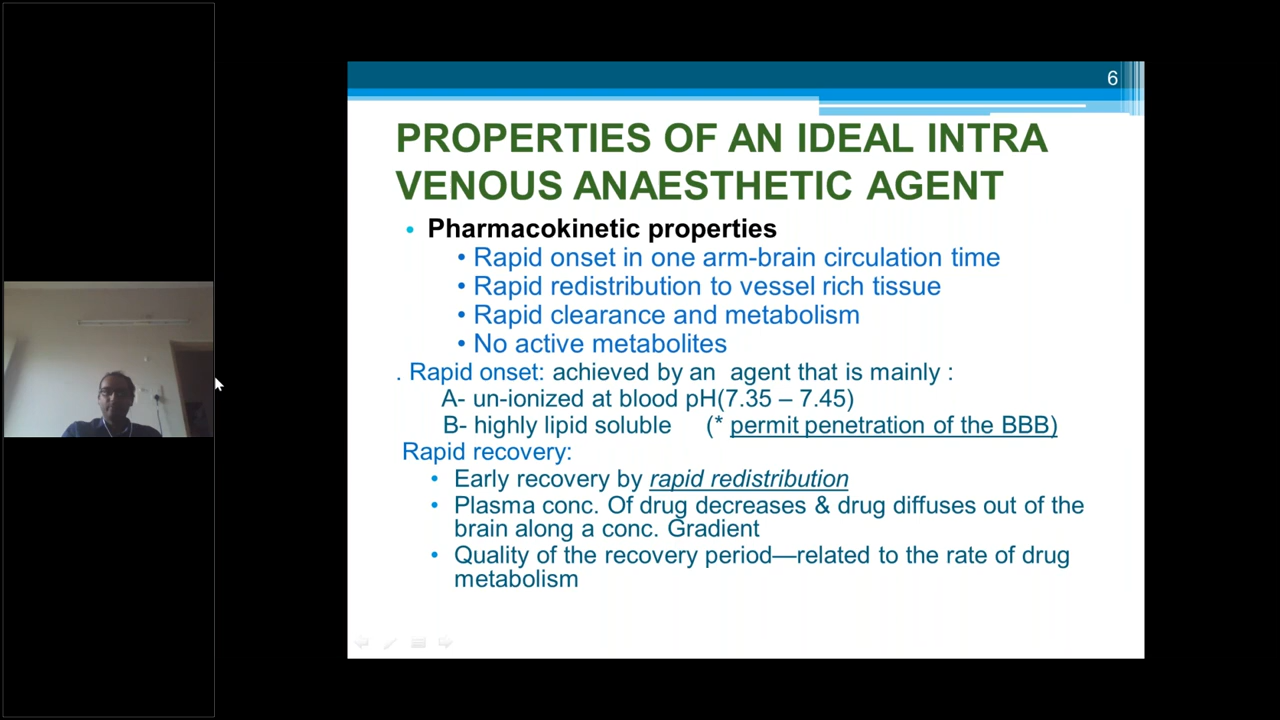 6
PROPERTIES OF AN IDEAL INTRA
VENOUS ANAESTHETIC AGENT
• Pharmacokinetic properties
• Rapid onset in one arm-brain circulation time
• Rapid redistribution to vessel rich tissue
• Rapid clearance and metabolism
• No active metabolites
. Rapid onset: achieved by an agent that is mainly :
A- un-ionized at blood pH(7.35 – 7.45)
B- highly lipid soluble (* permit penetration of the BBB)
Rapid recovery:
• Early recovery by rapid redistribution
• Plasma conc. Of drug decreases & drug diffuses out of the
brain along a conc. Gradient
• Quality of the recovery period—related to the rate of drug
metabolism